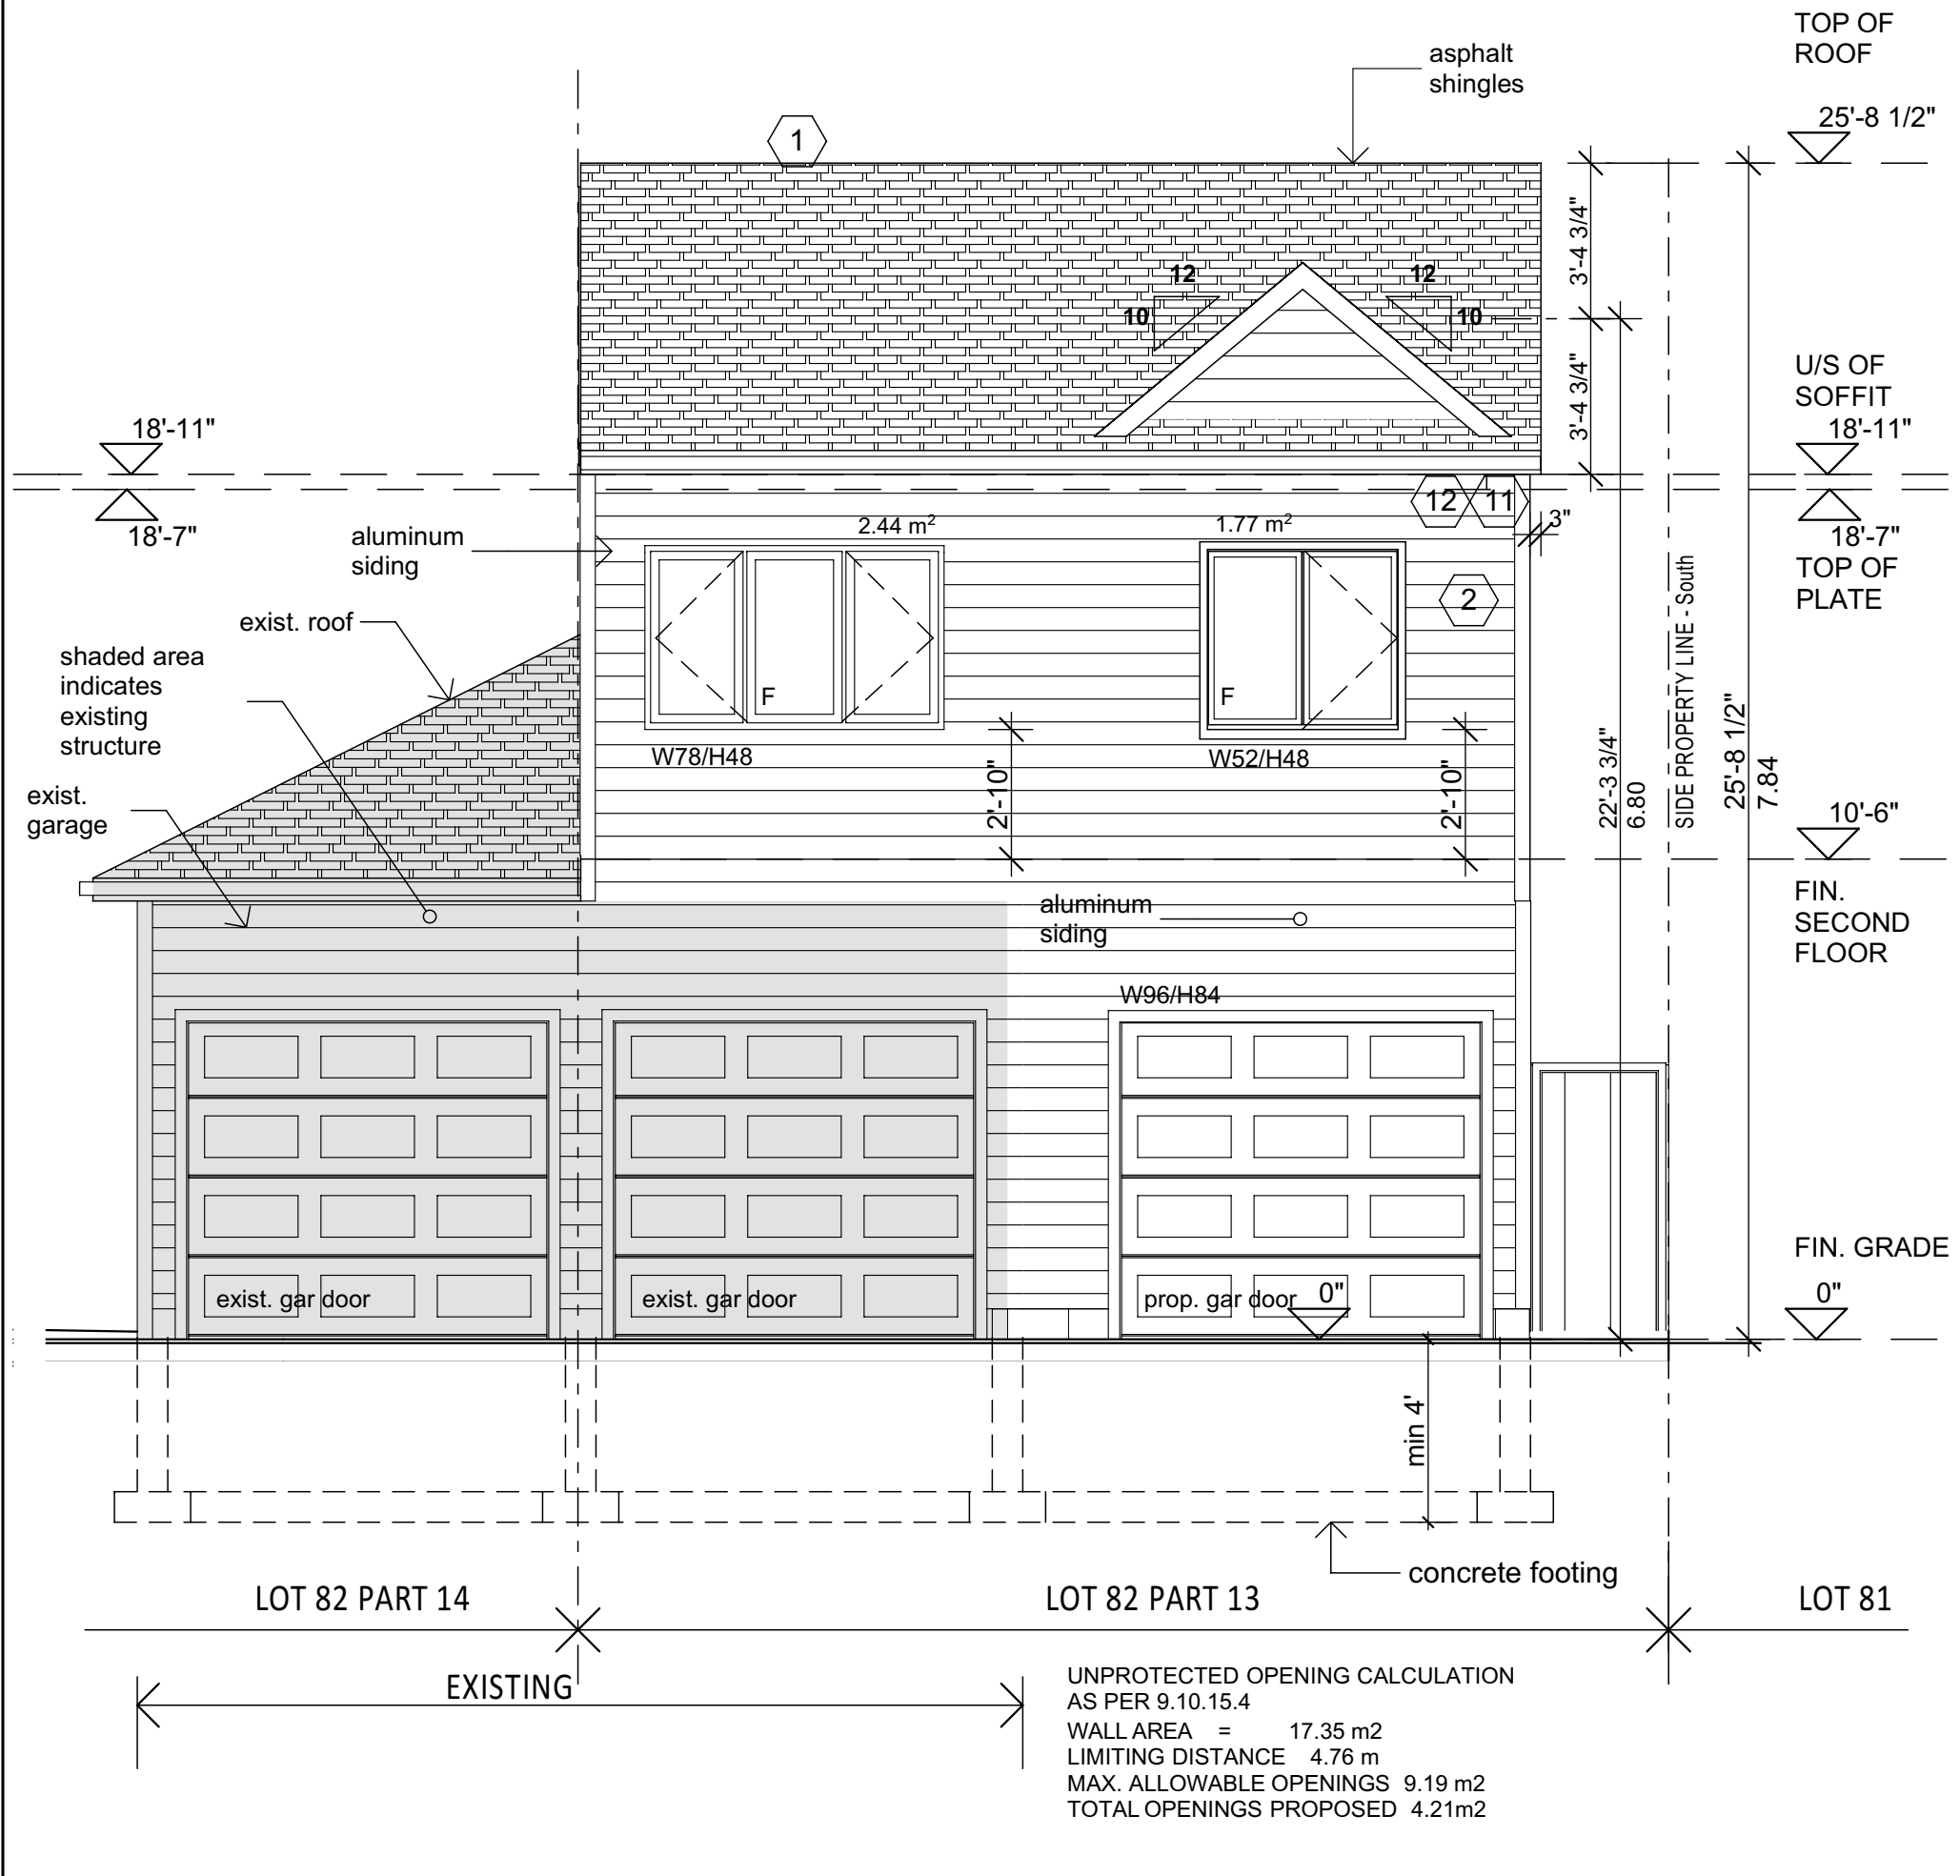 TOP OF
ROOF
25'-8 1/2"
asphalt
shingles
1
3'-4 3/4"
12
12
10
10
3'-4 3/4"
U/S OF
SOFFIT
18'-11"
18'-11"
18'-7"
18'-7"
TOP OF
PLATE
12
11
3"
aluminum
siding
2.44 m²
1.77 m²
2
exist. roof
shaded area
indicates
existing
structure
F
F
W78/H48
W52/H48
exist.
garage
2'-10"
2'-10"
22'-3 3/4"
6.80
SIDE PROPERTY LINE - South
25'-8 1/2"
7.84
10'-6"
FIN.
SECOND
FLOOR
aluminum
siding
W96/H84
exist. gar door
exist. gar door
prop. gar door
0"
FIN. GRADE
0"
min 4'
concrete footing
LOT 82 PART 14
LOT 82 PART 13
LOT 81
EXISTING
UNPROTECTED OPENING CALCULATION
AS PER 9.10.15.4
WALL AREA = 17.35 m2
LIMITING DISTANCE 4.76 m
MAX. ALLOWABLE OPENINGS 9.19 m2
TOTAL OPENINGS PROPOSED 4.21m2